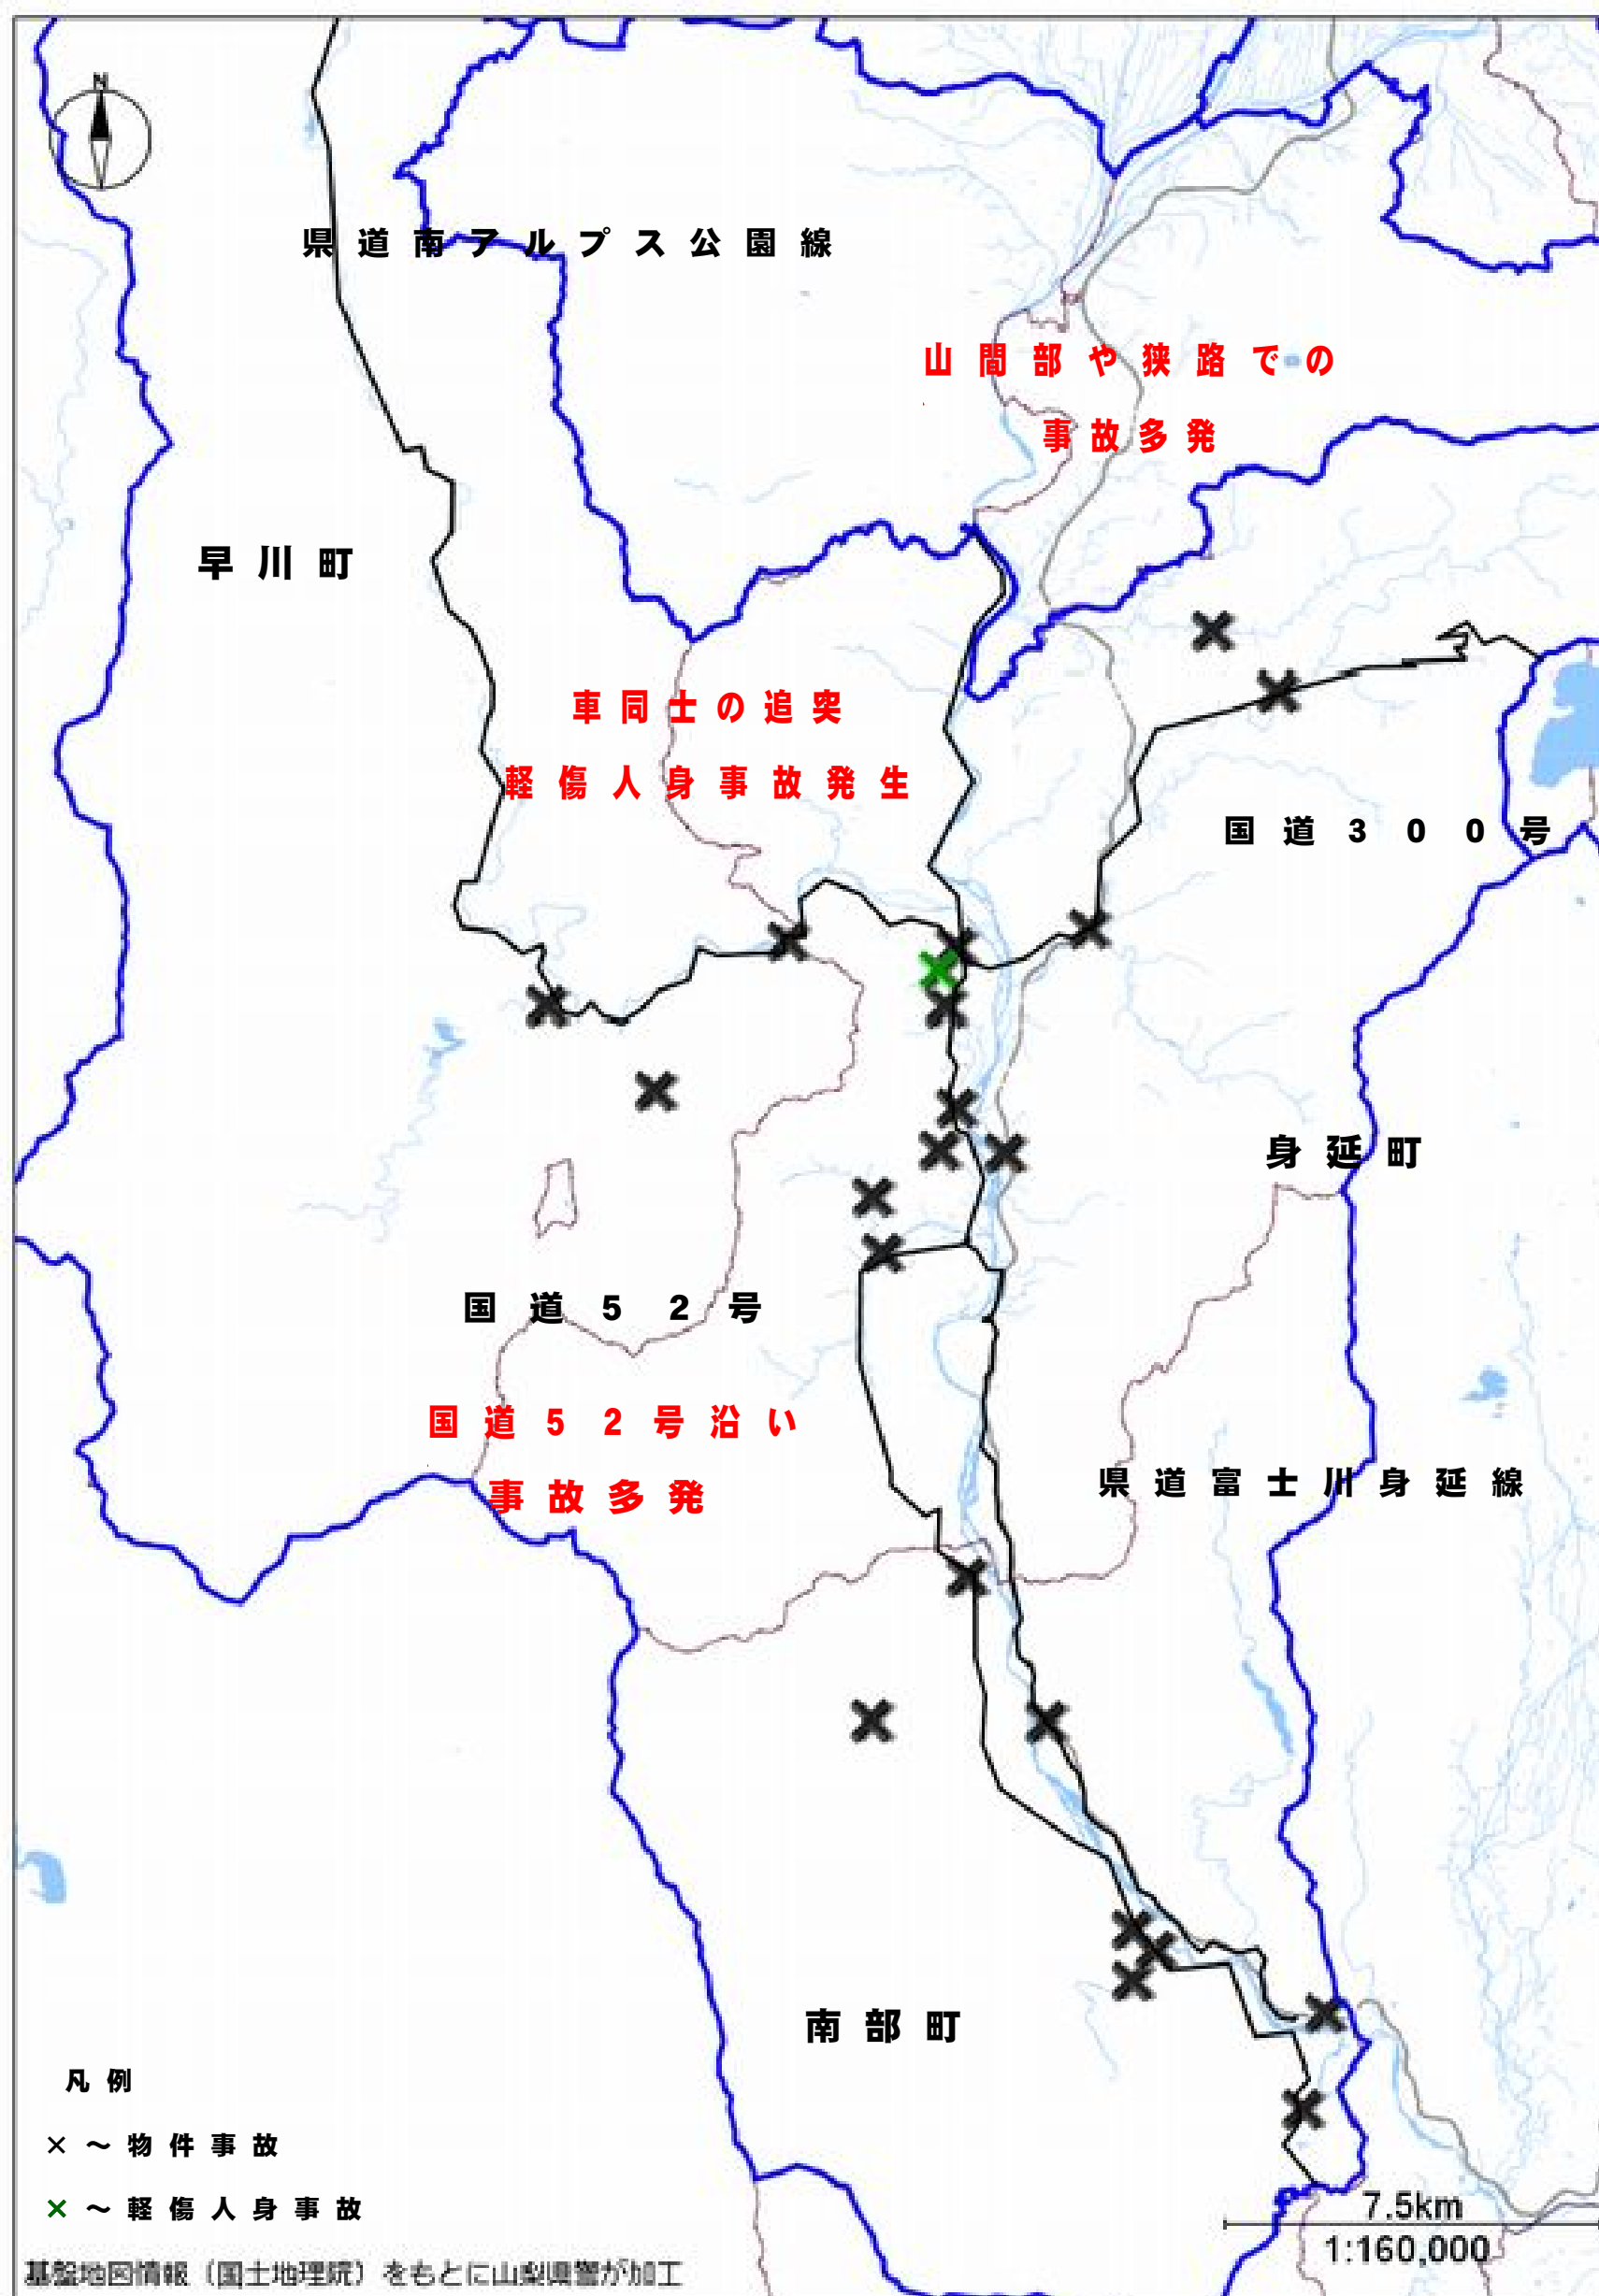 N
県道南アルプス公園線
山間部や狭路での
事故多発
早川町
車同士の追突
軽傷人身事故発生
国道300号
身延町
国道52号
国道52号沿い
事故多発
県道富士川身延線
南部町
凡例
×～物件事故
×～軽傷人身事故
7.5km
1:160,000
基盤地図情報（国土地理院）をもとに山梨県警が加工